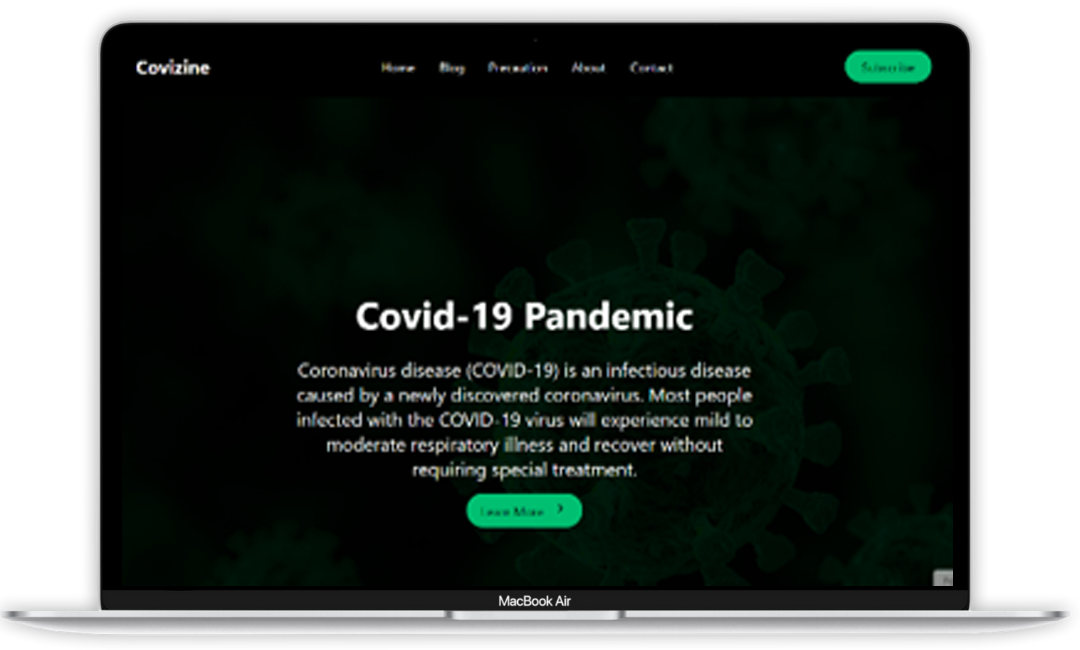 Covizine
Home Blog Precaution About Contact
Subscribe
Covid-19 Pandemic
Coronavirus disease (COVID-19) is an infectious disease
caused by a newly discovered coronavirus. Most people
infected with the COVID-19 virus will experience mild to
moderate respiratory illness and recover without
requiring special treatment.
Learn More
MacBook Air